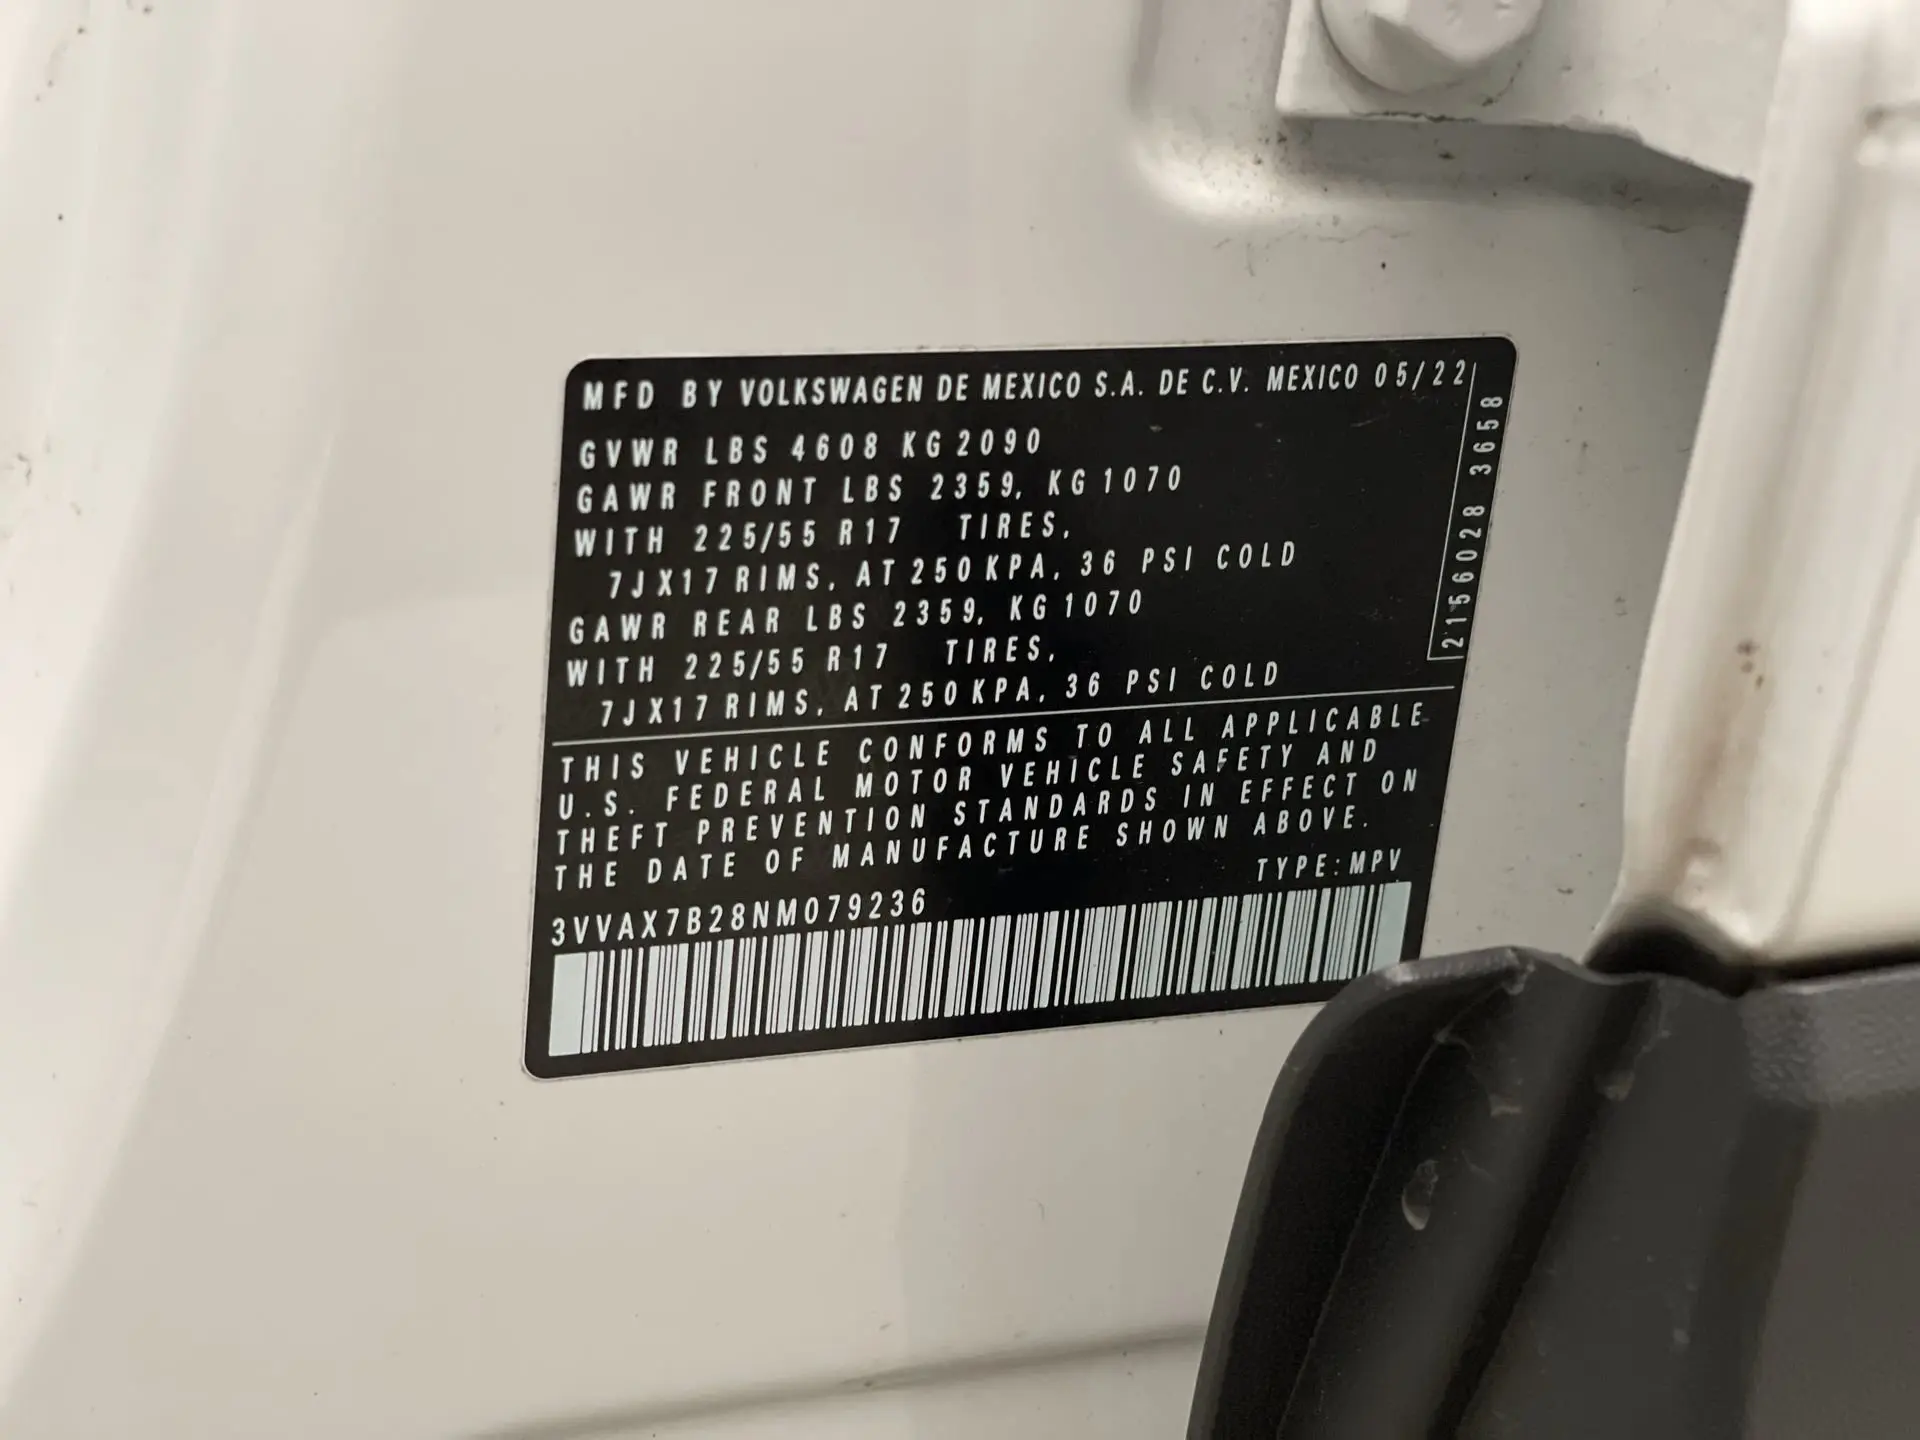 MFD BY VOLKSWAGEN DE MEXICO S.A. DE C.V. MEXICO 05/22
GVWR LBS 4608 KG 2090
GAWR FRONT LBS 2359, KG 1070
WITH 225/55 R17 TIRES,
7JX17 RIMS, AT 250 KPA, 36 PSI COLD
GAWR REAR LBS 2359, KG 1070
WITH 225/55 R17 TIRES,
7JX17 RIMS, AT 250 KPA, 36 PSI COLD
2156028 3658
THIS VEHICLE CONFORMS TO ALL APPLICABLE
U.S. FEDERAL MOTOR VEHICLE SAFETY AND
THEFT PREVENTION STANDARDS IN EFFECT ON
THE DATE OF MANUFACTURE SHOWN ABOVE.
TYPE: MPV
3VVAX7B28NM079236